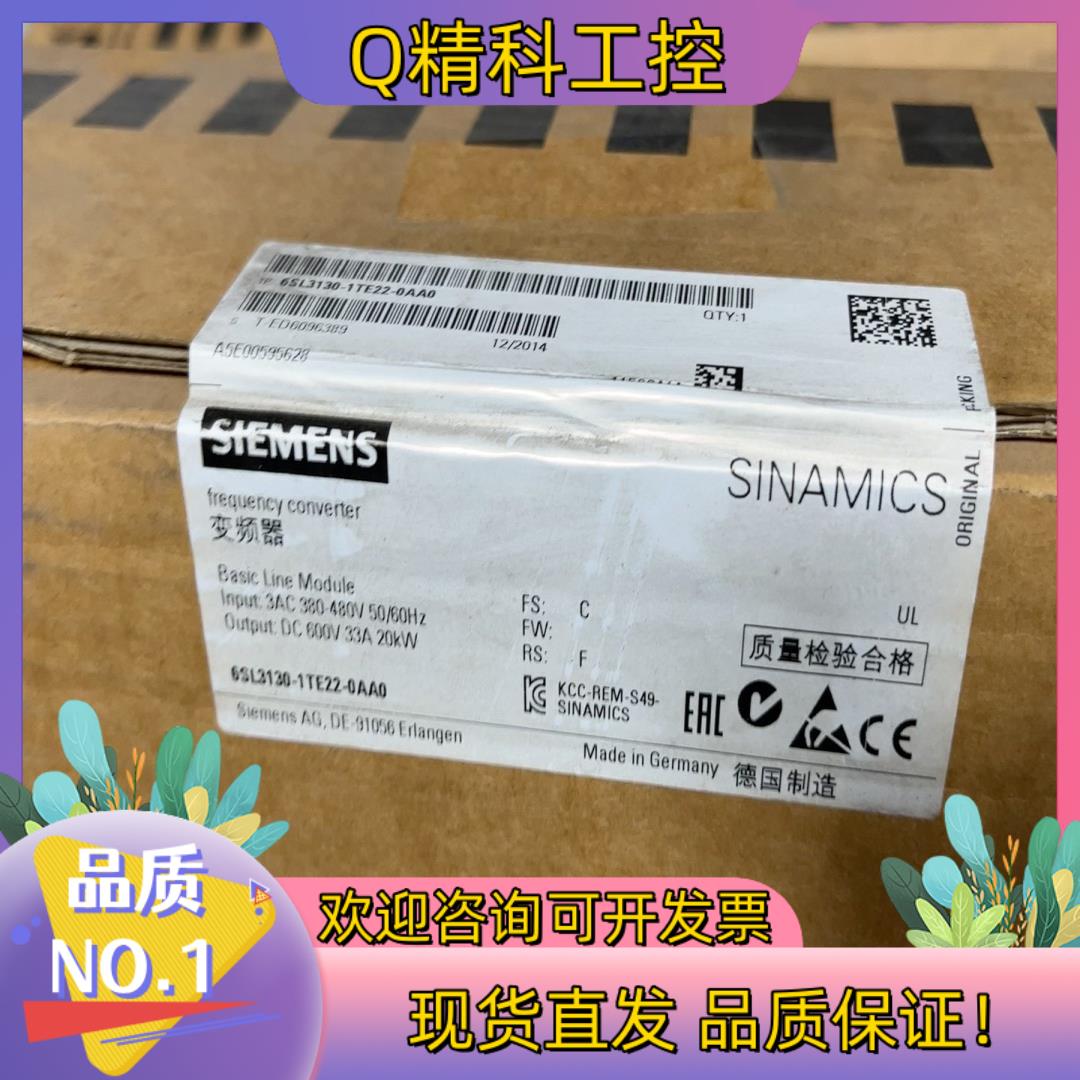 Q精科工控
1P 6SL3130-1TE22-0AA0
QTY:1
S T-ED6096389
12/2014
A5E00595628
SIEMENS
SINAMICS
ORIGINAL
frequency converter
变频器
Basic Line Module
Input: 3AC 380-480V 50/60Hz
Output: DC 600V 33A 20kW
6SL3130-1TE22-0AA0
FS: C
FW:
RS: F
UL
质量检验合格
KCC-REM-S49-
SINAMICS
EAC
CE
Siemens AG, DE-91056 Erlangen
Made in Germany 德国制造
品质
NO.1
欢迎咨询可开发票
现货直发 品质保证!